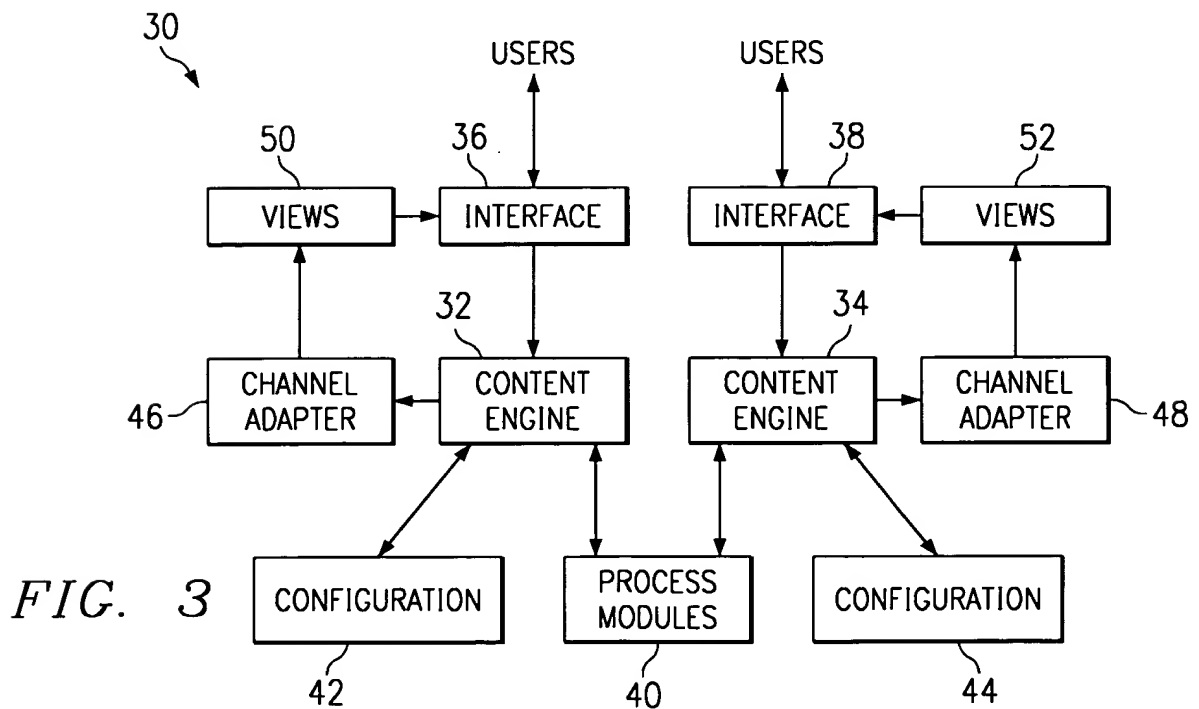 30
USERS
USERS
50
36
38
52
VIEWS
INTERFACE
INTERFACE
VIEWS
32
34
CHANNEL
ADAPTER
CONTENT
ENGINE
CONTENT
ENGINE
CHANNEL
ADAPTER
46
48
FIG. 3
CONFIGURATION
PROCESS
MODULES
CONFIGURATION
42
40
44